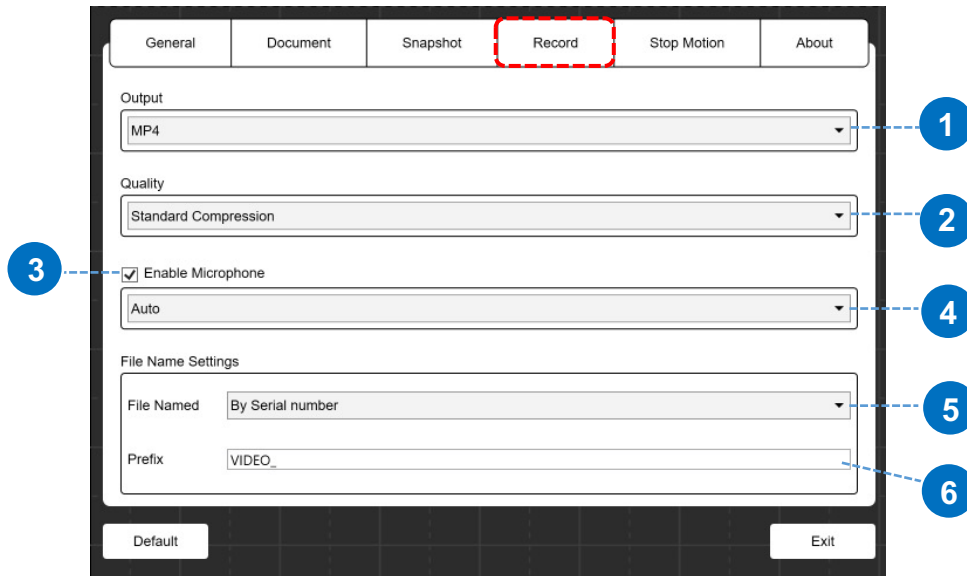 General Document Snapshot Record Stop Motion About
Output
MP4
1
Quality
Standard Compression
2
3
Enable Microphone
Auto
4
File Name Settings
File Named By Serial number
5
Prefix VIDEO_
6
Default Exit